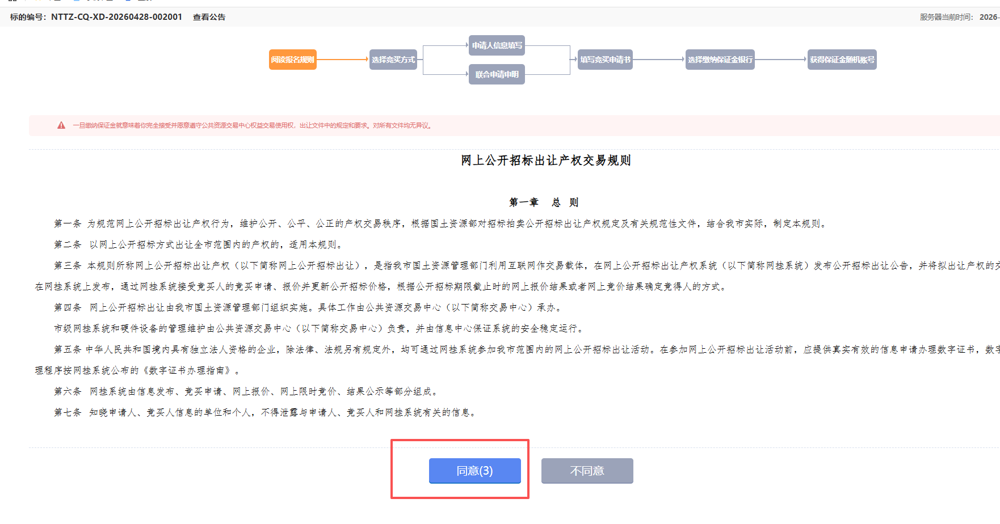 标的编号：NTTZ-CQ-XD-20260428-002001 查看公告 服务器当前时间： 2026-
申请人信息填写
阅读报名规则 选择竞买方式 填写竞买申请书 选择缴纳保证金银行 获得保证金随机账号
联合申请申明
一旦缴纳保证金就意味着你完全接受并愿意遵守公共资源交易中心权益交易使用权，出让文件中的规定和要求。对所有文件均无异议。
网上公开招标出让产权交易规则
第一章 总 则
第一条 为规范网上公开招标出让产权行为，维护公开、公平、公正的产权交易秩序，根据国土资源部对招标拍卖公开招标出让产权规定及有关规范性文件，结合我市实际，制定本规则。
第二条 以网上公开招标方式出让全市范围内的产权的，适用本规则。
第三条 本规则所称网上公开招标出让产权（以下简称网上公开招标出让），是指我市国土资源管理部门利用互联网作交易载体，在网上公开招标出让产权系统（以下简称网挂系统）发布公开招标出让公告，并将拟出让产权的交
在网挂系统上发布，通过网挂系统接受竞买人的竞买申请、报价并更新公开招标价格，根据公开招标期限截止时的网上报价结果或者网上竞价结果确定竞得人的方式。
第四条 网上公开招标出让由我市国土资源管理部门组织实施。具体工作由公共资源交易中心（以下简称交易中心）承办。
市级网挂系统和硬件设备的管理维护由公共资源交易中心（以下简称交易中心）负责，并由信息中心保证系统的安全稳定运行。
第五条 中华人民共和国境内具有独立法人资格的企业，除法律、法规另有规定外，均可通过网挂系统参加我市范围内的网上公开招标出让活动。在参加网上公开招标出让活动前，应提供真实有效的信息申请办理数字证书，数字
理程序按网挂系统公布的《数字证书办理指南》。
第六条 网挂系统由信息发布、竞买申请、网上报价、网上限时竞价、结果公示等部分组成。
第七条 知晓申请人、竞买人信息的单位和个人，不得泄露与申请人、竞买人和网挂系统有关的信息。
同意(3) 不同意